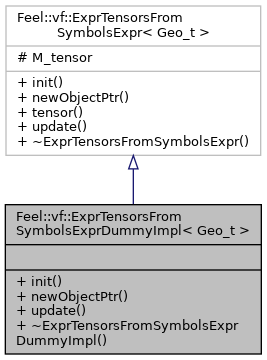 Feel::vf::ExprTensorsFrom
SymbolsExpr< Geo_t >
# M_tensor
+ init()
+ newObjectPtr()
+ tensor()
+ update()
+ ~ExprTensorsFromSymbolsExpr()
Feel::vf::ExprTensorsFrom
SymbolsExprDummyImpl< Geo_t >
+ init()
+ newObjectPtr()
+ update()
+ ~ExprTensorsFromSymbolsExpr
DummyImpl()